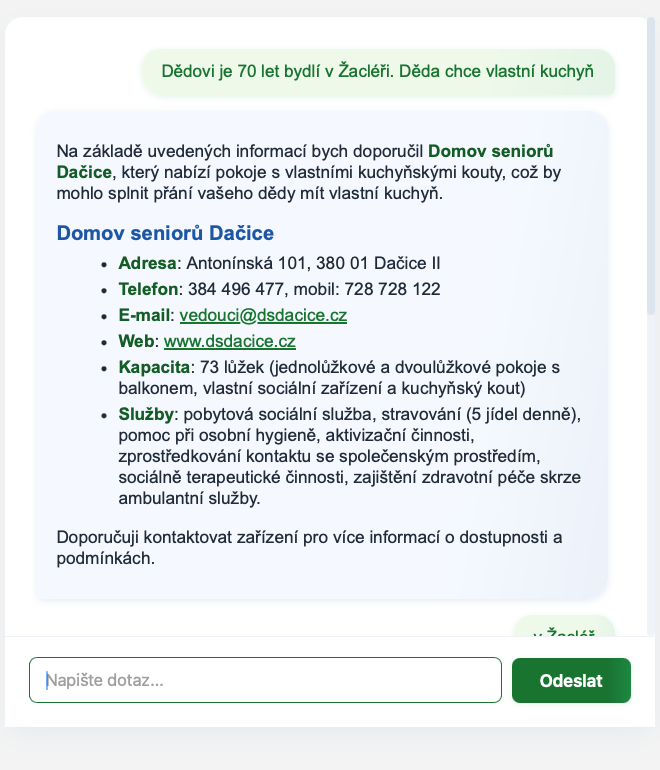 Dědovi je 70 let bydlí v Žacléři. Děda chce vlastní kuchyň
Na základě uvedených informací bych doporučil Domov seniorů
Dačice, který nabízí pokoje s vlastními kuchyňskými kouty, což by
mohlo splnit přání vašeho dědy mít vlastní kuchyň.
Domov seniorů Dačice
• Adresa: Antonínská 101, 380 01 Dačice II
• Telefon: 384 496 477, mobil: 728 728 122
• E-mail: vedouci@dsdacice.cz
• Web: www.dsdacice.cz
• Kapacita: 73 lůžek (jednolůžkové a dvoulůžkové pokoje s
balkonem, vlastní sociální zařízení a kuchyňský kout)
• Služby: pobytová sociální služba, stravování (5 jídel denně),
pomoc při osobní hygieně, aktivizační činnosti,
zprostředkování kontaktu se společenským prostředím,
sociálně terapeutické činnosti, zajištění zdravotní péče skrze
ambulantní služby.
Doporučuji kontaktovat zařízení pro více informací o dostupnosti a
podmínkách.
v Žacléř
Napište dotaz...
Odeslat